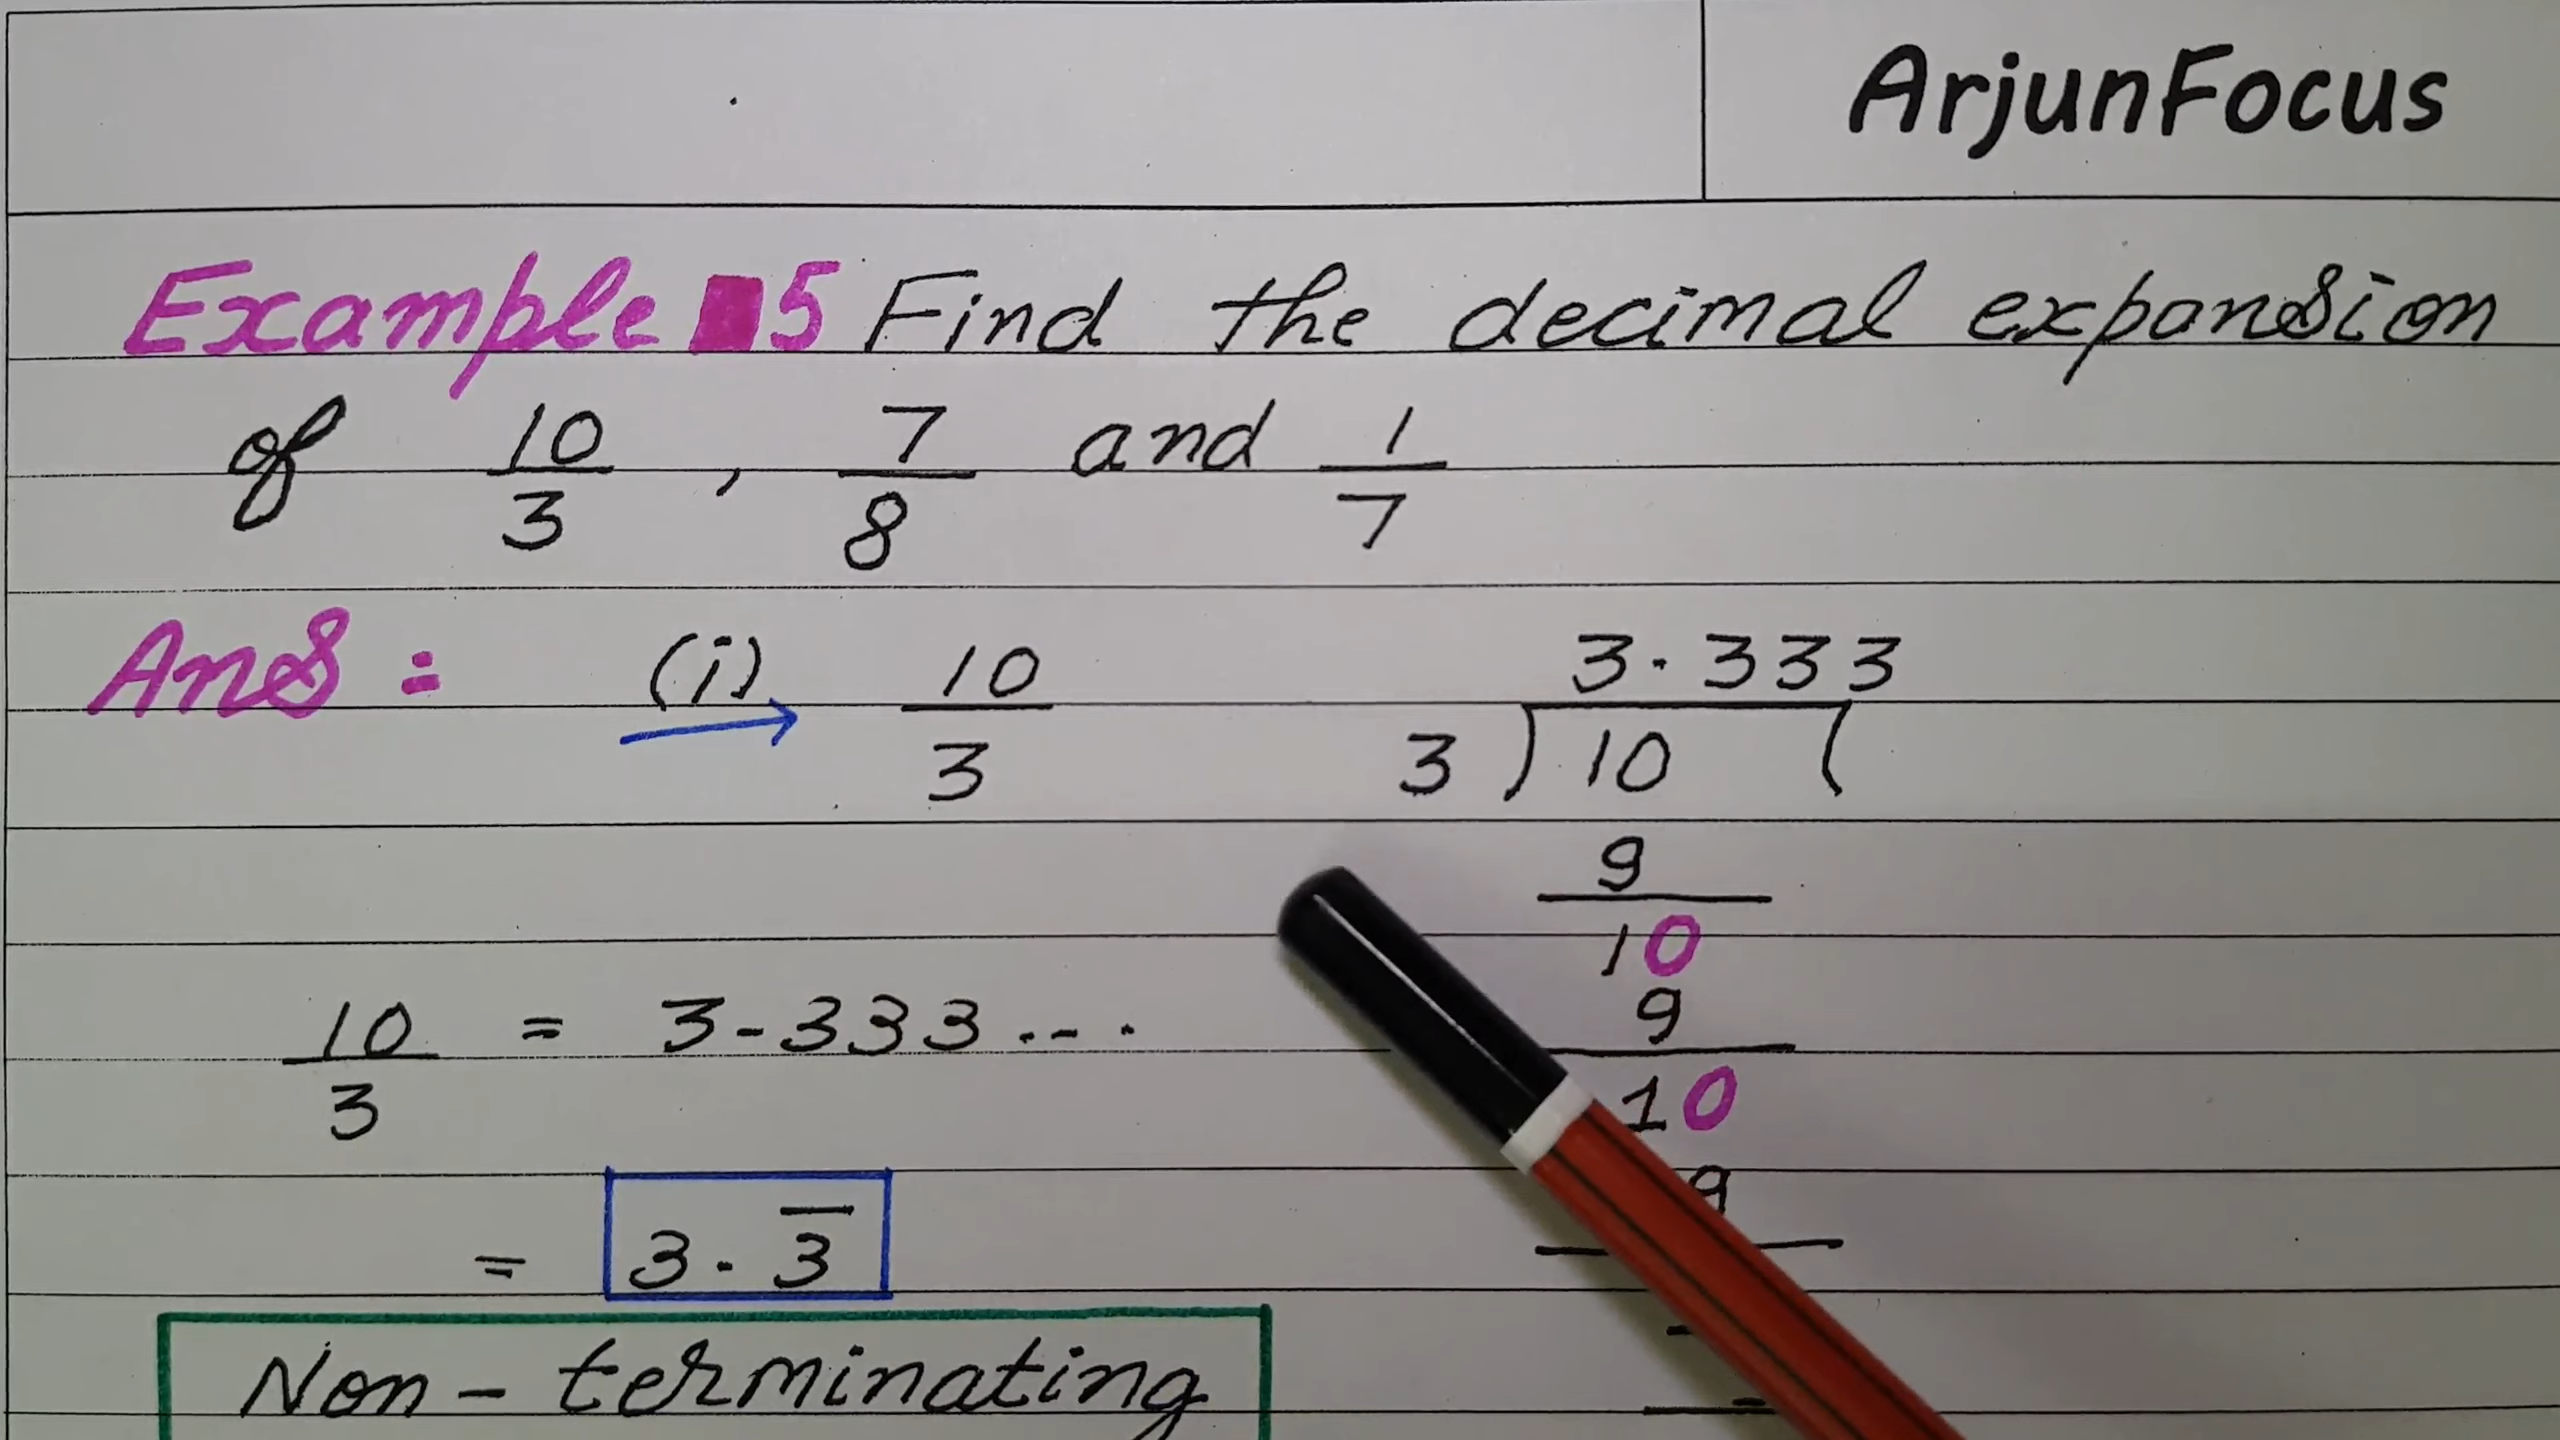 ArjunFocus
Example 5 Find the decimal expansion
of 10/3 , 7/8 and 1/7
Ans = (i) 10/3
3.333
3 ) 10 (
9
10
9
10
9
10/3 = 3.333...
= 3.3̅
Non-terminating